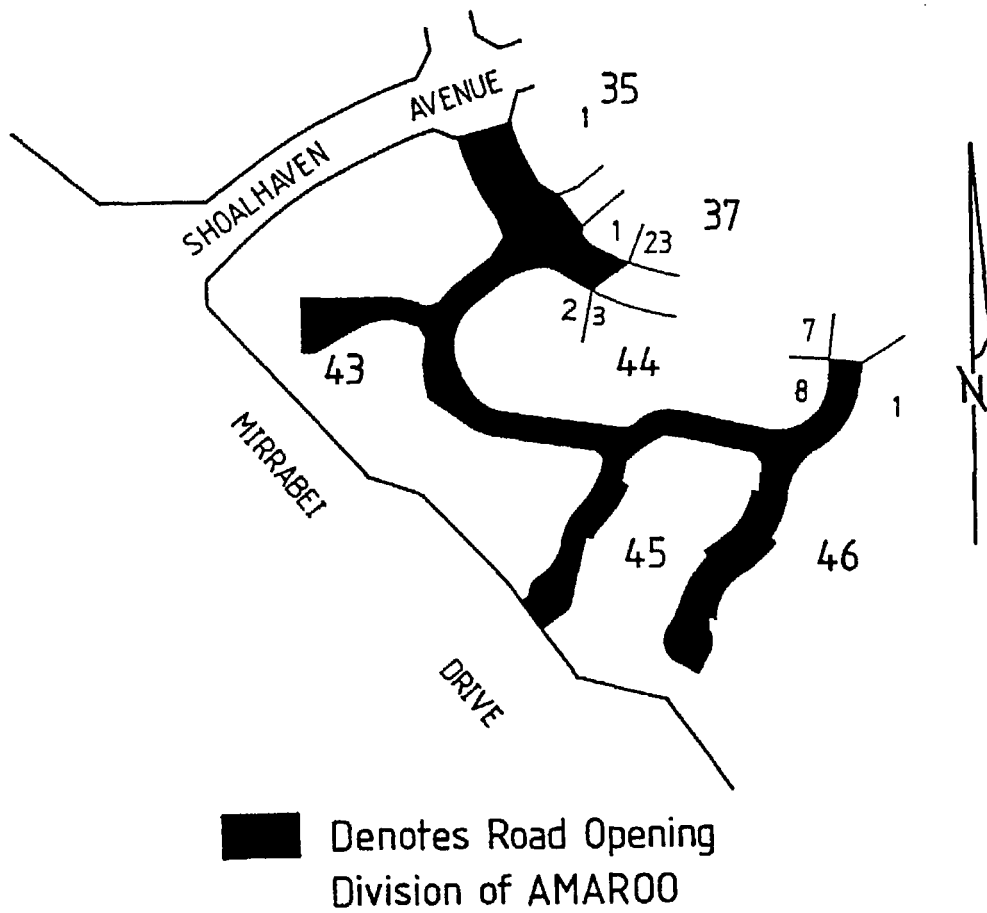 35
1
SHOALHAVEN AVENUE
37
1 23
2 3
7
44
43
8
1
N
MIRRABEI DRIVE
45
46
Denotes Road Opening
Division of AMAROO